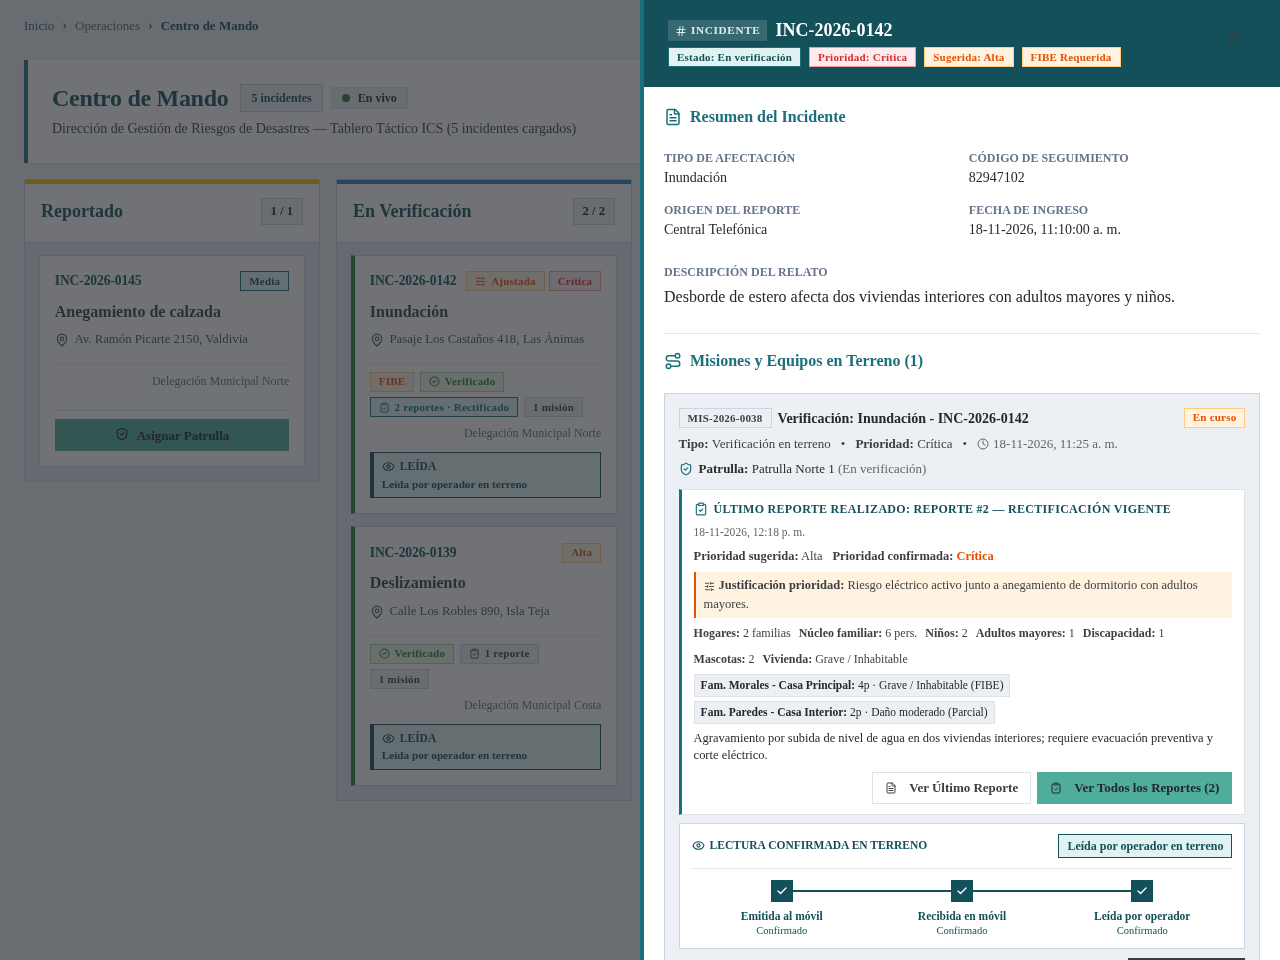 Inicio › Operaciones › Centro de Mando
Centro de Mando 5 incidentes En vivo
Dirección de Gestión de Riesgos de Desastres — Tablero Táctico ICS (5 incidentes cargados)
Reportado 1 / 1
INC-2026-0145 Media
Anegamiento de calzada
Av. Ramón Picarte 2150, Valdivia
Delegación Municipal Norte
Asignar Patrulla
En Verificación 2 / 2
INC-2026-0142 Ajustada Crítica
Inundación
Pasaje Los Castaños 418, Las Ánimas
FIBE Verificado
2 reportes · Rectificado 1 misión
Delegación Municipal Norte
LEÍDA
Leída por operador en terreno
INC-2026-0139 Alta
Deslizamiento
Calle Los Robles 890, Isla Teja
Verificado 1 reporte
1 misión
Delegación Municipal Costa
LEÍDA
Leída por operador en terreno
# INCIDENTE INC-2026-0142
Estado: En verificación Prioridad: Crítica Sugerida: Alta FIBE Requerida
Resumen del Incidente
TIPO DE AFECTACIÓN
Inundación
CÓDIGO DE SEGUIMIENTO
82947102
ORIGEN DEL REPORTE
Central Telefónica
FECHA DE INGRESO
18-11-2026, 11:10:00 a. m.
DESCRIPCIÓN DEL RELATO
Desborde de estero afecta dos viviendas interiores con adultos mayores y niños.
Misiones y Equipos en Terreno (1)
MIS-2026-0038 Verificación: Inundación - INC-2026-0142 En curso
Tipo: Verificación en terreno • Prioridad: Crítica • 18-11-2026, 11:25 a. m.
Patrulla: Patrulla Norte 1 (En verificación)
ÚLTIMO REPORTE REALIZADO: REPORTE #2 — RECTIFICACIÓN VIGENTE
18-11-2026, 12:18 p. m.
Prioridad sugerida: Alta Prioridad confirmada: Crítica
Justificación prioridad: Riesgo eléctrico activo junto a anegamiento de dormitorio con adultos
mayores.
Hogares: 2 familias Núcleo familiar: 6 pers. Niños: 2 Adultos mayores: 1 Discapacidad: 1
Mascotas: 2 Vivienda: Grave / Inhabitable
Fam. Morales - Casa Principal: 4p · Grave / Inhabitable (FIBE)
Fam. Paredes - Casa Interior: 2p · Daño moderado (Parcial)
Agravamiento por subida de nivel de agua en dos viviendas interiores; requiere evacuación preventiva y
corte eléctrico.
Ver Último Reporte Ver Todos los Reportes (2)
LECTURA CONFIRMADA EN TERRENO Leída por operador en terreno
Emitida al móvil Recibida en móvil Leída por operador
Confirmado Confirmado Confirmado